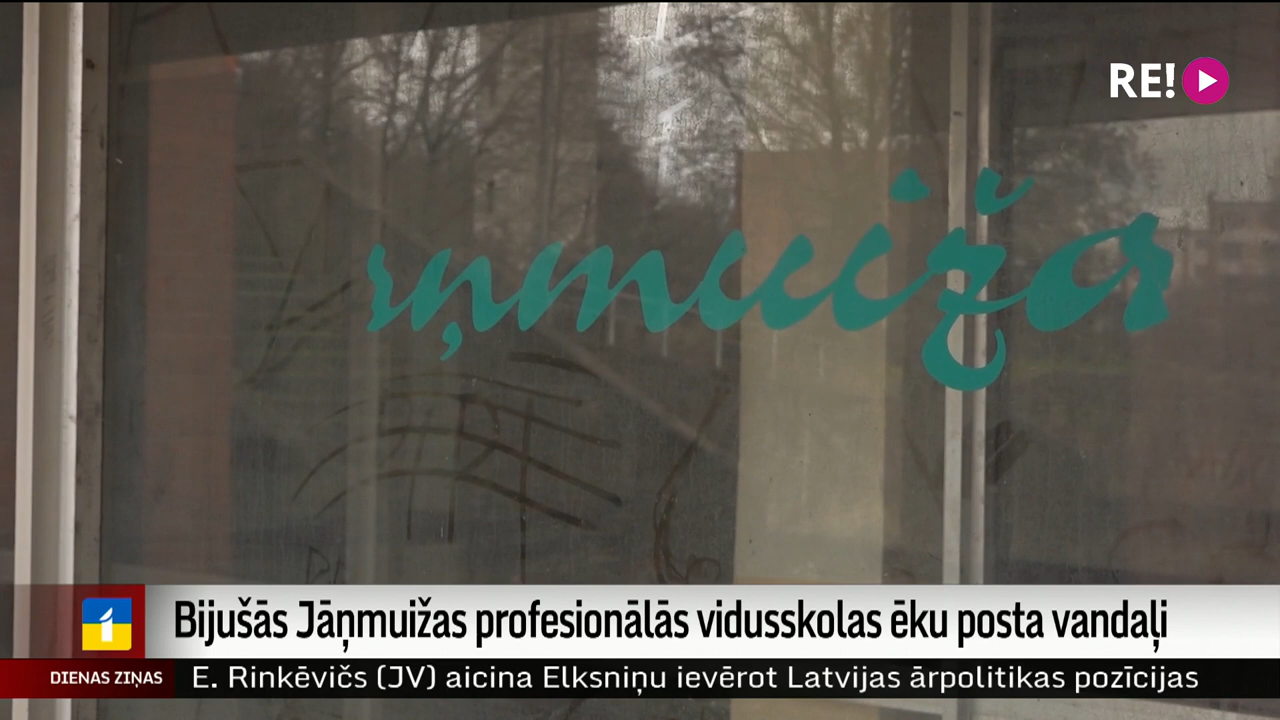 RE!
ņmuiža
Bijušās Jāņmuižas profesionālās vidusskolas ēku posta vandaļi
1
DIENAS ZIŅAS
E. Rinkēvičs (JV) aicina Elksniņu ievērot Latvijas ārpolitikas pozīcijas